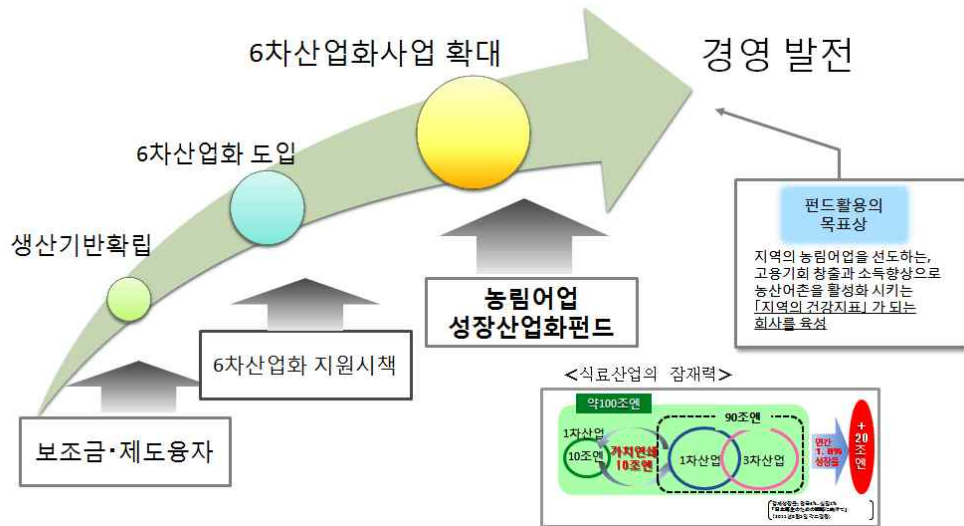 6차산업화사업 확대
경영 발전
6차산업화 도입
생산기반확립
펀드활용의
목표상
지역의 농림어업을 선도하는,
고용기회 창출과 소득향상으로
농산어촌을 활성화 시키는
「지역의 건강지표」가 되는
회사를 육성
농림어업
성장산업화펀드
6차산업화 지원시책
보조금·제도융자
<식료산업의 잠재력>
약100조엔
90조엔
1차산업
10조엔
가치연쇄
10조엔
1차산업
3차산업
연간
1.8%
성장율
+
20
조
엔